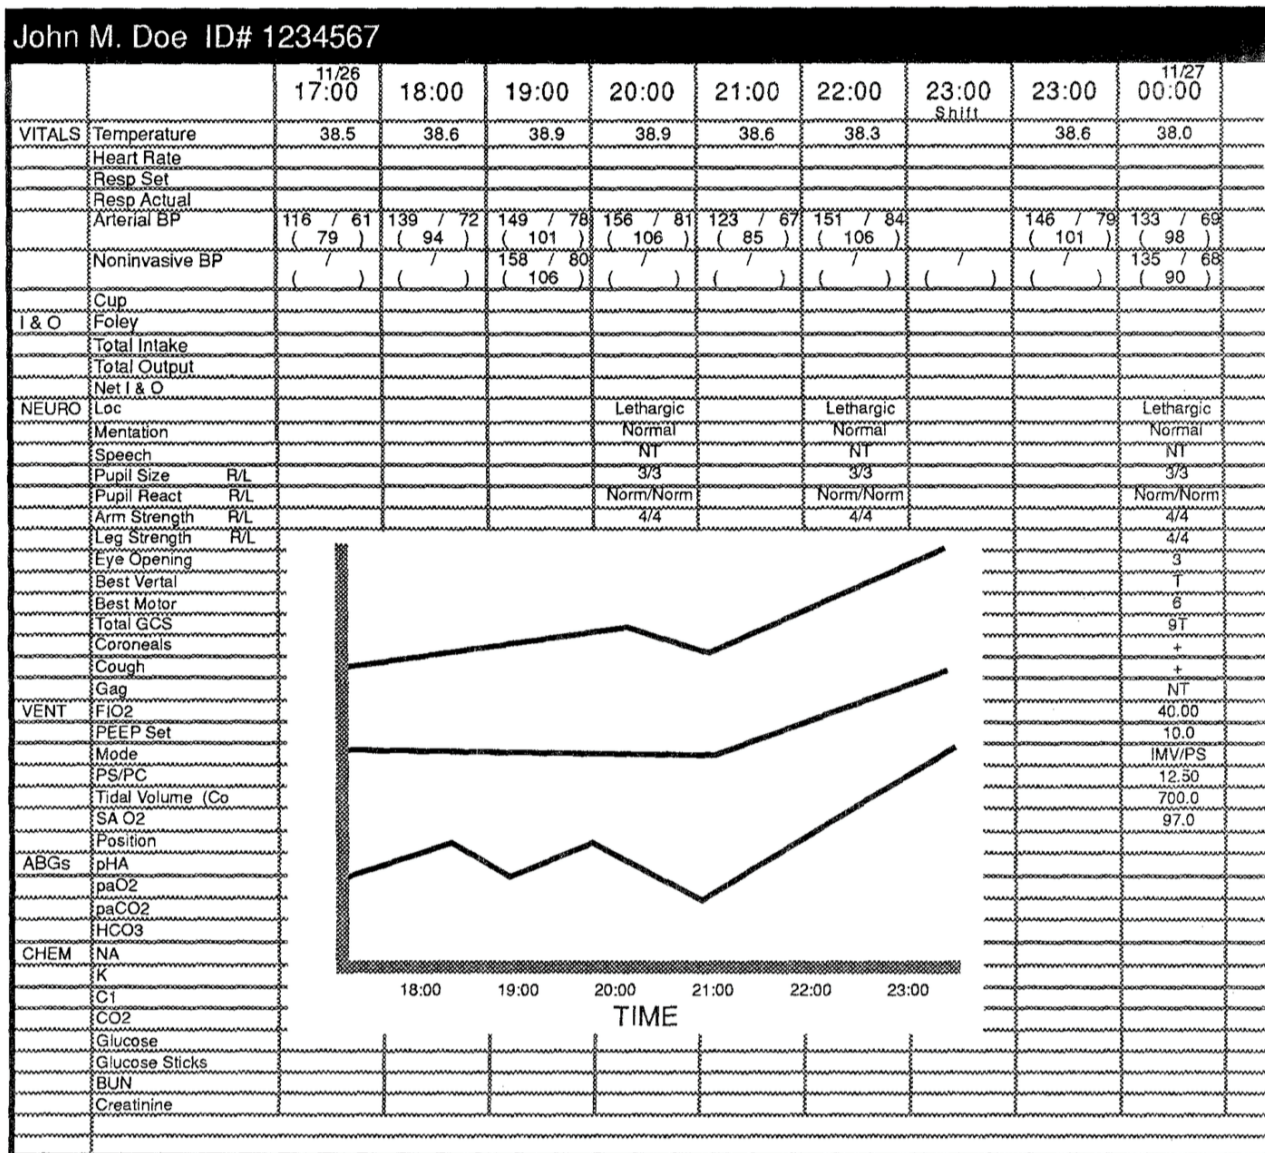 John M. Doe ID# 1234567
11/26 11/27
17:00 18:00 19:00 20:00 21:00 22:00 23:00 23:00 00:00
Shift
VITALS Temperature 38.5 38.6 38.9 38.9 38.6 38.3 38.6 38.0
Heart Rate
Resp Set
Resp Actual
Arterial BP 116 / 61 139 / 72 149 / 78 156 / 81 123 / 67 151 / 84 146 / 79 133 / 69
( 79 ) ( 94 ) ( 101 ) ( 106 ) ( 85 ) ( 106 ) ( 101 ) ( 98 )
Noninvasive BP / / 158 / 80 / / / / / 135 / 68
( ) ( ) ( 106 ) ( ) ( ) ( ) ( ) ( ) ( 90 )
Cup
I & O Foley
Total Intake
Total Output
Net I & O
NEURO Loc Lethargic Lethargic Lethargic
Mentation Normal Normal Normal
Speech NT NT NT
Pupil Size R/L 3/3 3/3 3/3
Pupil React R/L Norm/Norm Norm/Norm Norm/Norm
Arm Strength R/L 4/4 4/4 4/4
Leg Strength R/L 4/4
Eye Opening 3
Best Vertal T
Best Motor 6
Total GCS 9T
Coroneals +
Cough +
Gag NT
VENT FIO2 40.00
PEEP Set 10.0
Mode IMV/PS
PS/PC 12.50
Tidal Volume (Co 700.0
SA O2 97.0
Position
ABGs pHA
paO2
paCO2
HCO3
CHEM NA
K
C1
CO2
Glucose
Glucose Sticks
BUN
Creatinine
18:00 19:00 20:00 21:00 22:00 23:00
TIME